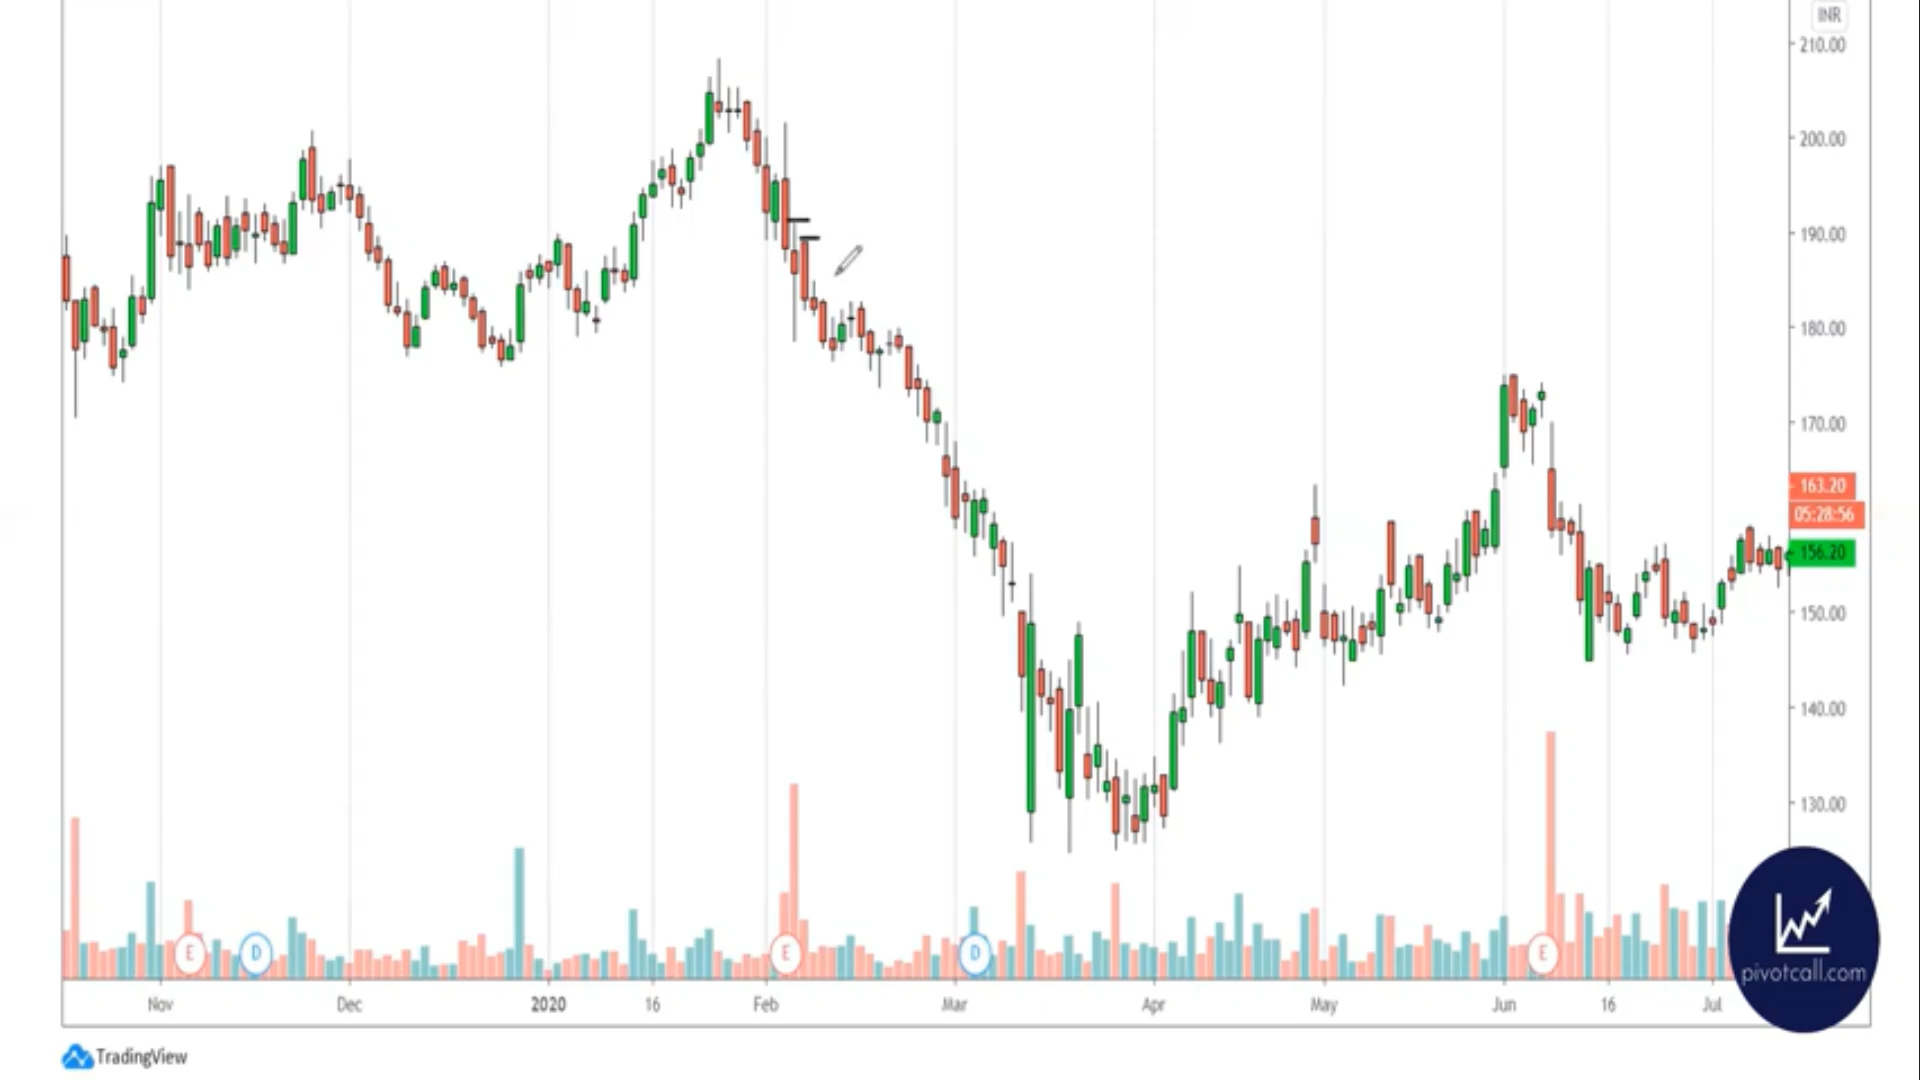 INR
210.00
200.00
190.00
180.00
170.00
163.20
05:28:56
156.20
150.00
140.00
130.00
E D E D E
pivotcall.com
Nov Dec 2020 16 Feb Mar Apr May Jun 16 Jul
TradingView